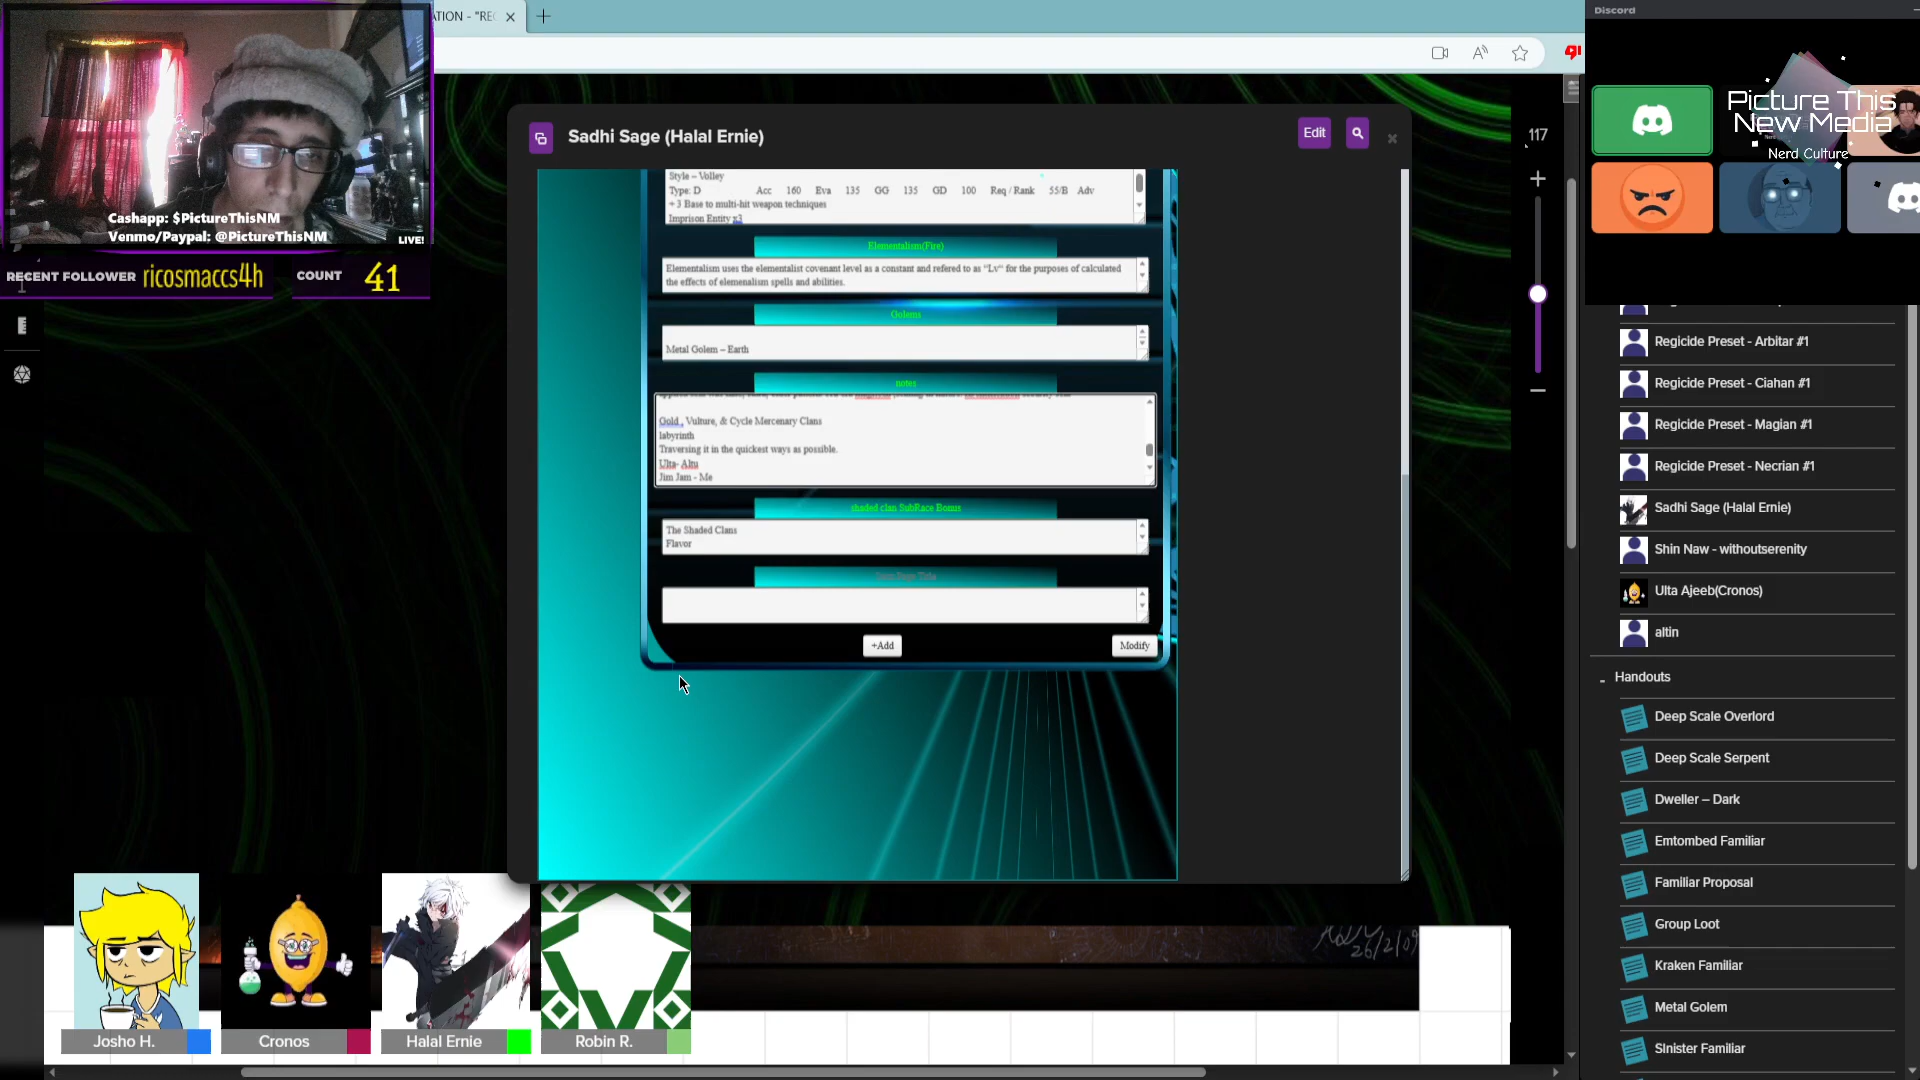 ATION - "REC
Cashapp: $PictureThisNM
Venmo/Paypal: @PictureThisNM
LIVE!
RECENT FOLLOWER ricosmaccs4h COUNT 41
Sadhi Sage (Halal Ernie)
Edit
Style – Volley
Type: D Acc 160 Eva 135 GG 135 GD 100 Req / Rank 55/B Adv
+ 3 Base to multi-hit weapon techniques
Imprison Entity x3
Elementalism(Fire)
Elementalism uses the elementalist covenant level as a constant and refered to as "Lv" for the purposes of calculated
the effects of elemenalism spells and abilities.
Golems
Metal Golem – Earth
notes
Gold , Vulture, & Cycle Mercenary Clans
labyrinth
Traversing it in the quickest ways as possible.
Ulta- Altu
Jim Jam - Me
shaded clan SubRace Bonus
The Shaded Clans
Flavor
+Add
Modify
117
Discord
Picture This
New Media
Nerd Culture
Regicide Preset - Arbitar #1
Regicide Preset - Ciahan #1
Regicide Preset - Magian #1
Regicide Preset - Necrian #1
Sadhi Sage (Halal Ernie)
Shin Naw - withoutserenity
Ulta Ajeeb(Cronos)
altin
Handouts
Deep Scale Overlord
Deep Scale Serpent
Dweller – Dark
Emtombed Familiar
Familiar Proposal
Group Loot
Kraken Familiar
Metal Golem
SInister Familiar
26/2/09
Josho H.
Cronos
Halal Ernie
Robin R.